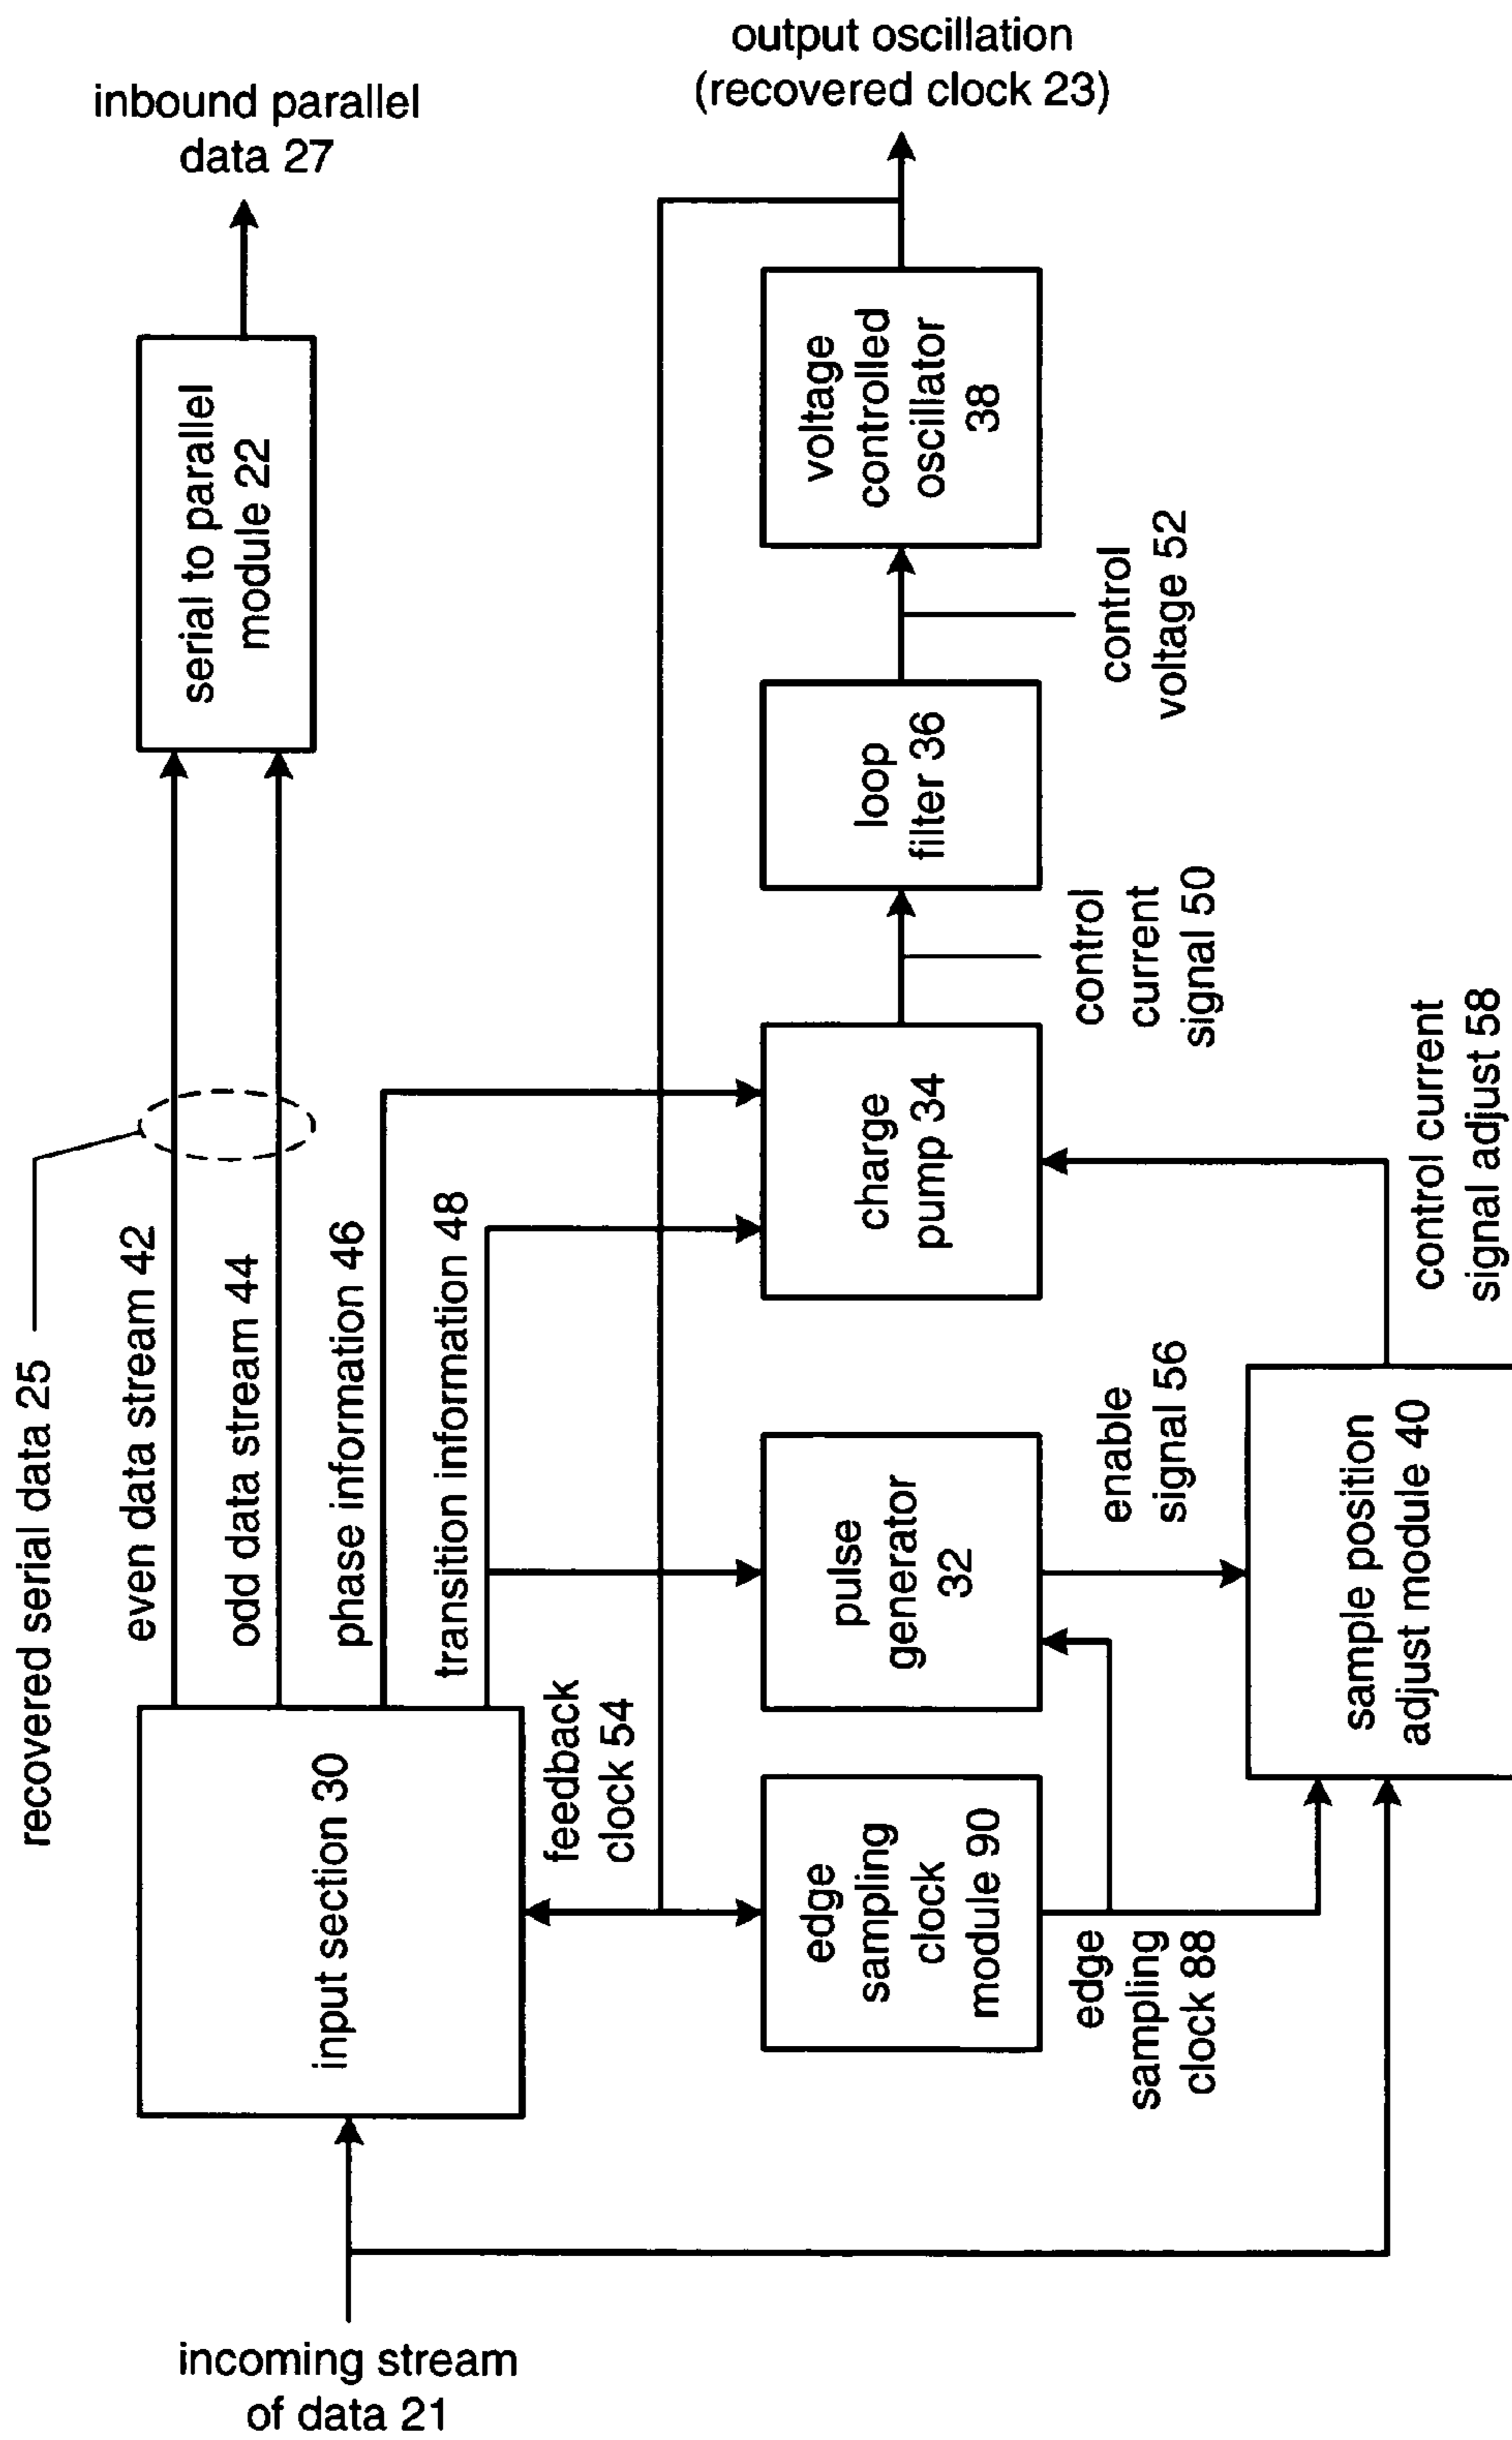 inbound parallel
data 27
output oscillation
(recovered clock 23)
serial to parallel
module 22
voltage
controlled
oscillator
38
control
voltage 52
loop
filter 36
control
current
signal 50
recovered serial data 25
even data stream 42
odd data stream 44
phase information 46
transition information 48
charge
pump 34
control current
signal adjust 58
pulse
generator
32
enable
signal 56
sample position
adjust module 40
input section 30
feedback
clock 54
edge
sampling
clock
module 90
edge
sampling
clock 88
incoming stream
of data 21